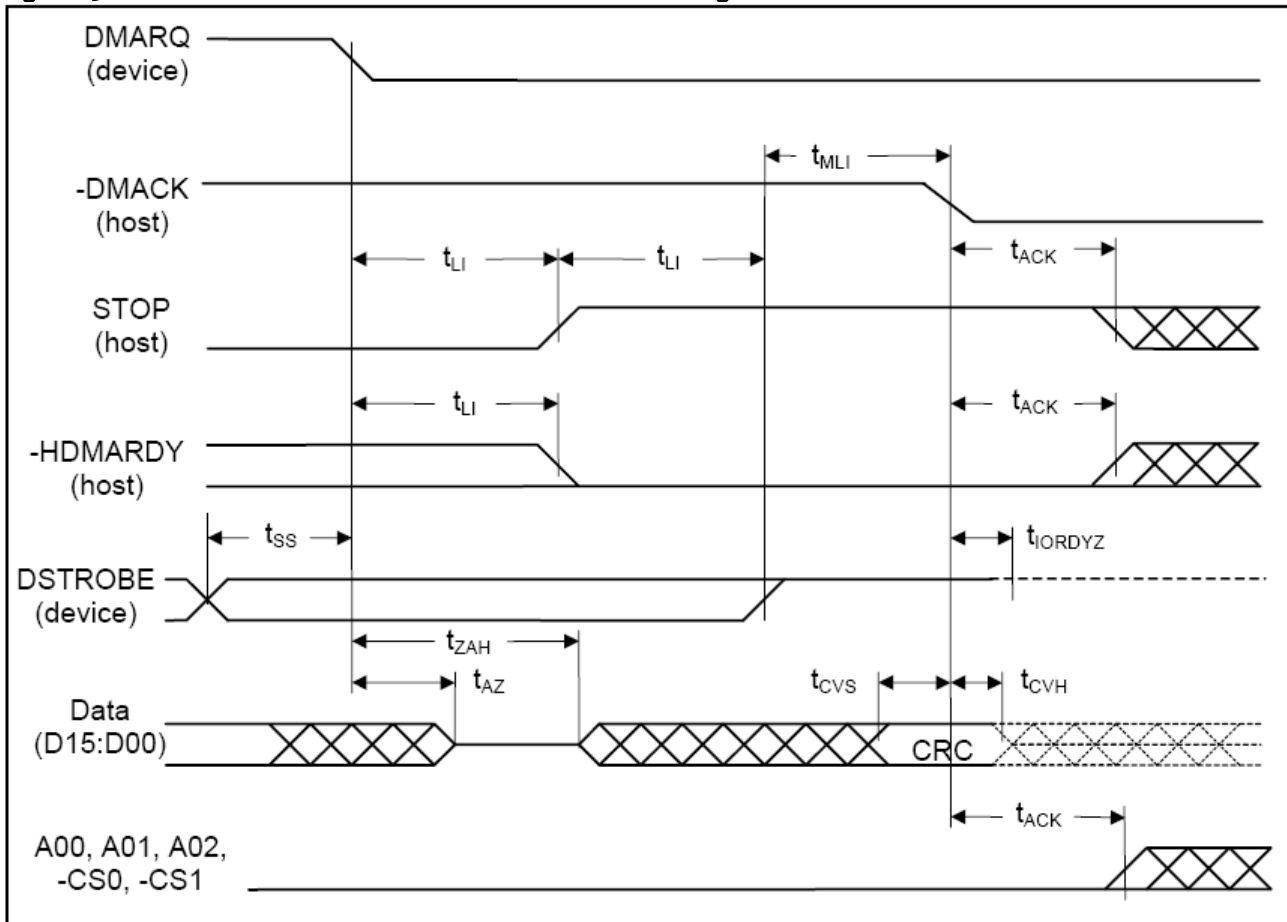 DMARQ
(device)
tMLI
-DMACK
(host)
tLI
tLI
tACK
STOP
(host)
tLI
tACK
-HDMARDY
(host)
tSS
tIORDYZ
DSTROBE
(device)
tZAH
tAZ
tCVS
tCVH
Data
(D15:D00)
CRC
tACK
A00, A01, A02,
-CS0, -CS1